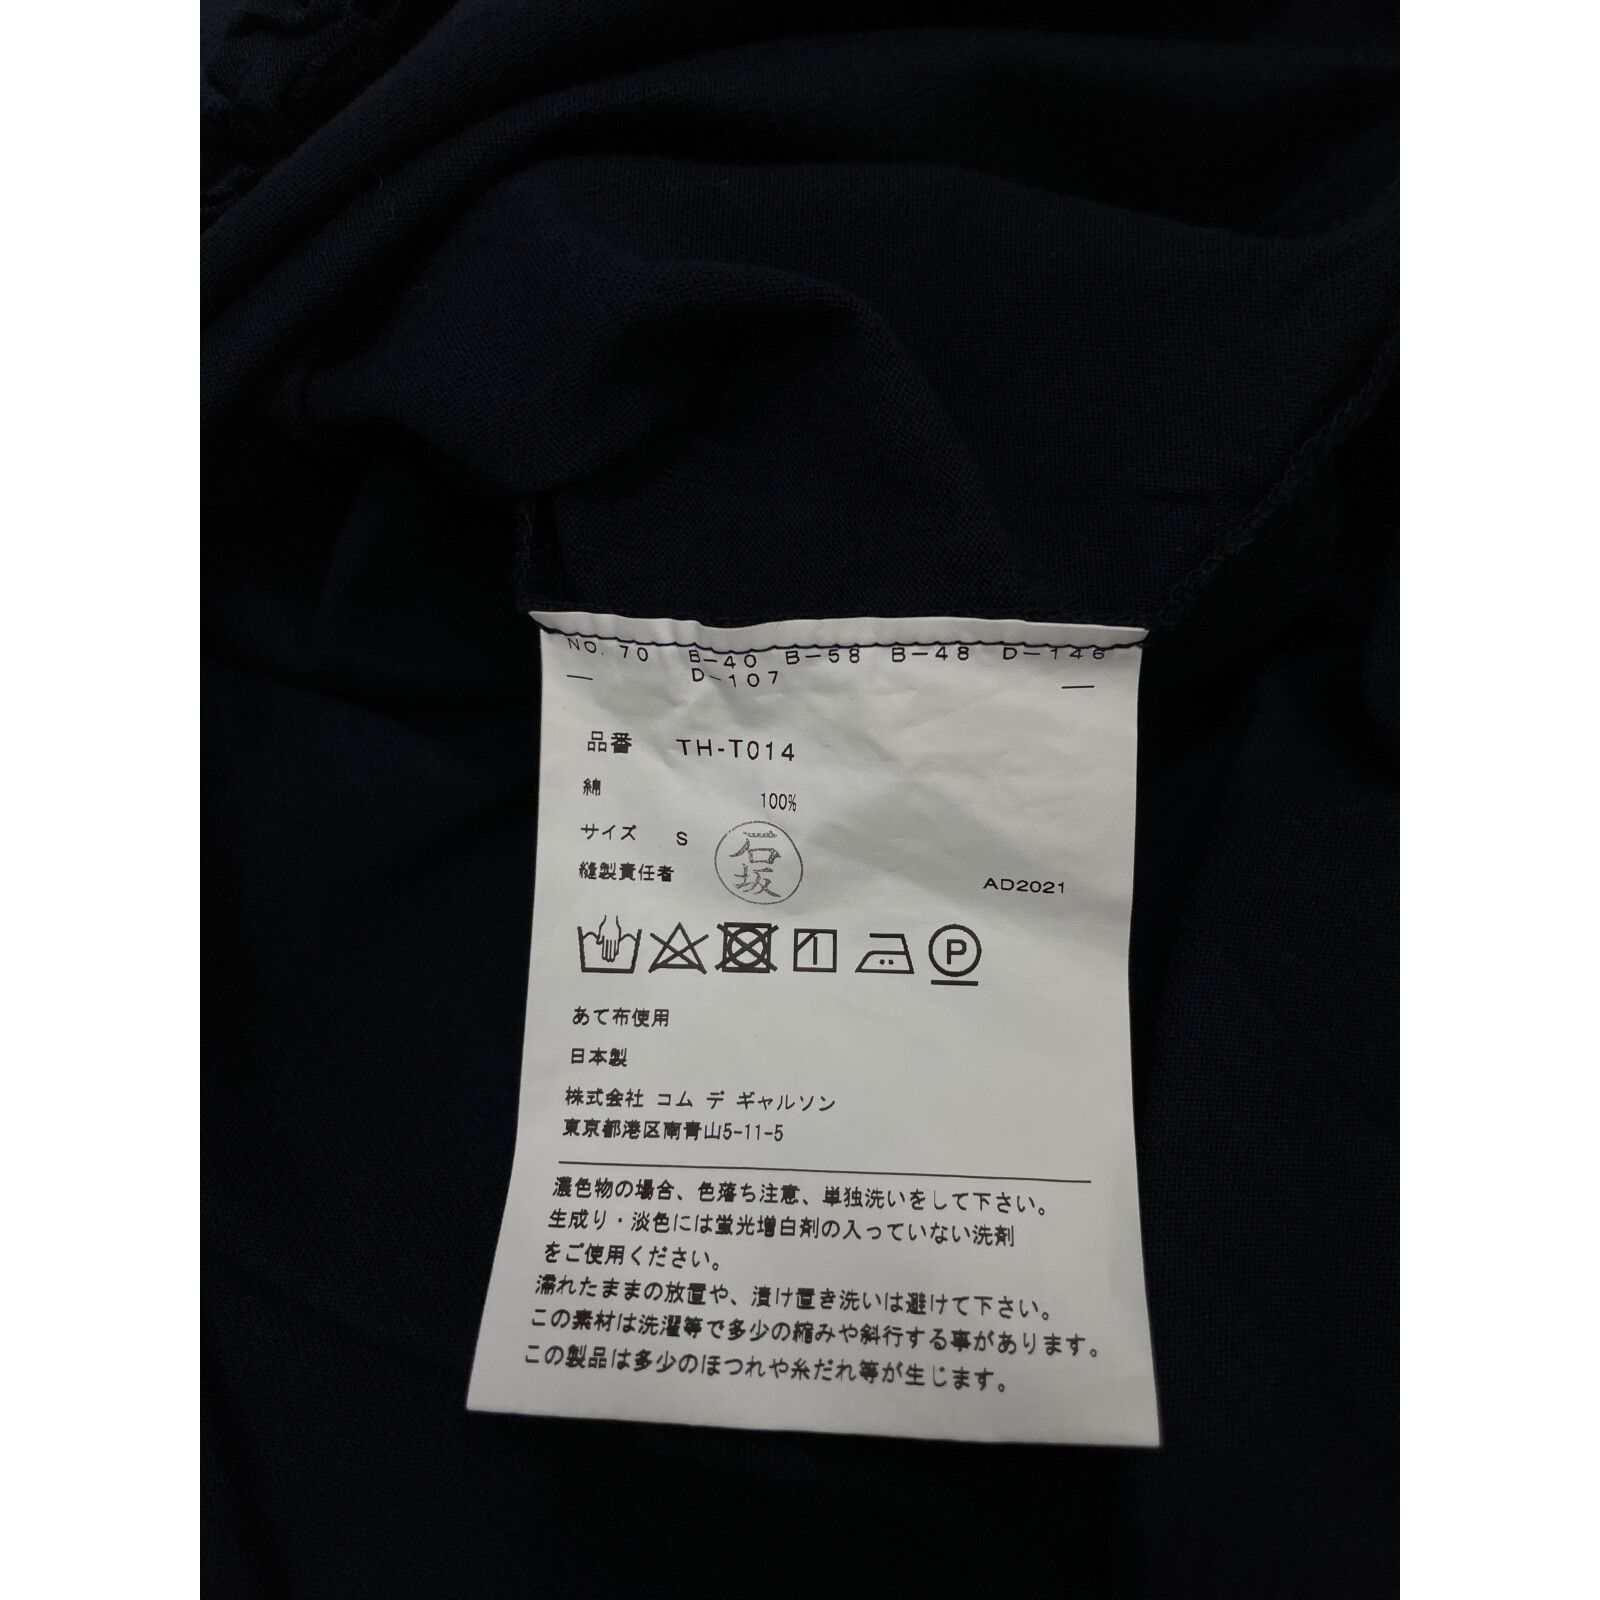 NO. 70 B-40 B-58 B-48 D-146
D-107
品番 TH-T014
綿 100%
サイズ S
石坂
縫製責任者
AD2021
P
あて布使用
日本製
株式会社 コム デ ギャルソン
東京都港区南青山5-11-5
濃色物の場合、色落ち注意、単独洗いをして下さい。
生成り・淡色には蛍光増白剤の入っていない洗剤
をご使用ください。
濡れたままの放置や、漬け置き洗いは避けて下さい。
この素材は洗濯等で多少の縮みや斜行する事があります。
この製品は多少のほつれや糸だれ等が生じます。